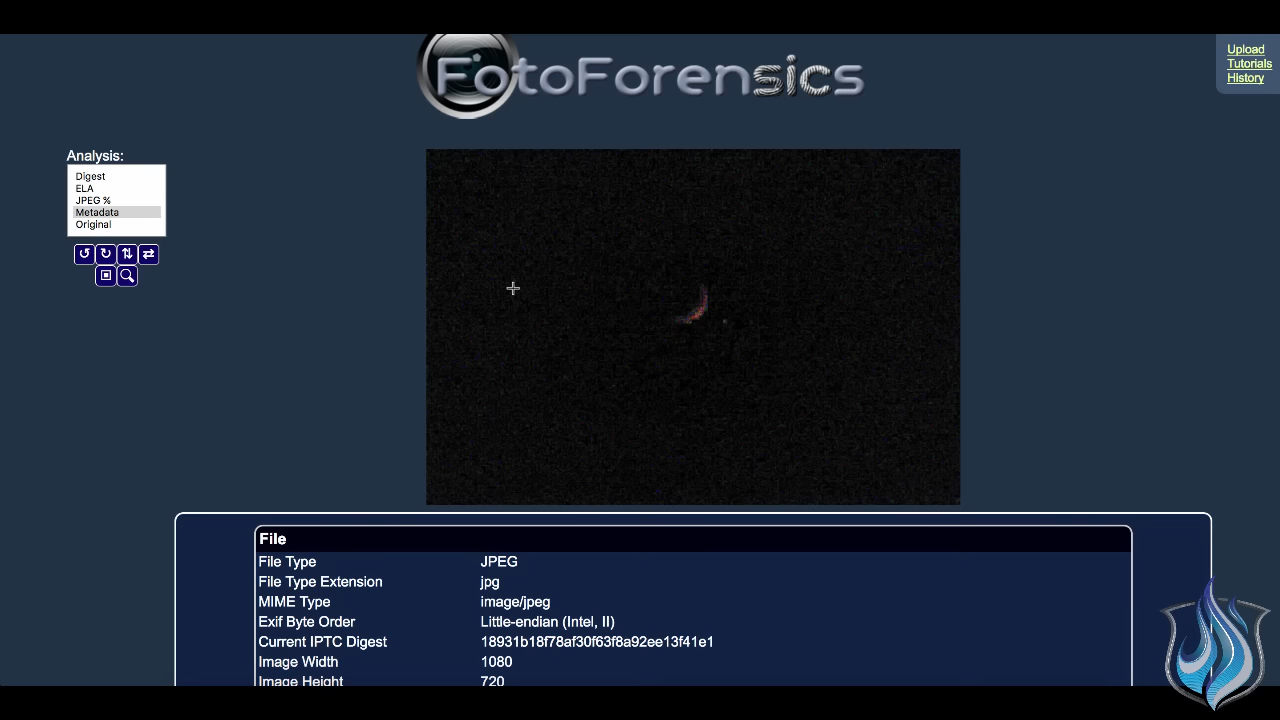 FotoForensics
Upload
Tutorials
History
Analysis:
Digest
ELA
JPEG %
Metadata
Original
File
File Type JPEG
File Type Extension jpg
MIME Type image/jpeg
Exif Byte Order Little-endian (Intel, II)
Current IPTC Digest 18931b18f78af30f63f8a92ee13f41e1
Image Width 1080
Image Height 720